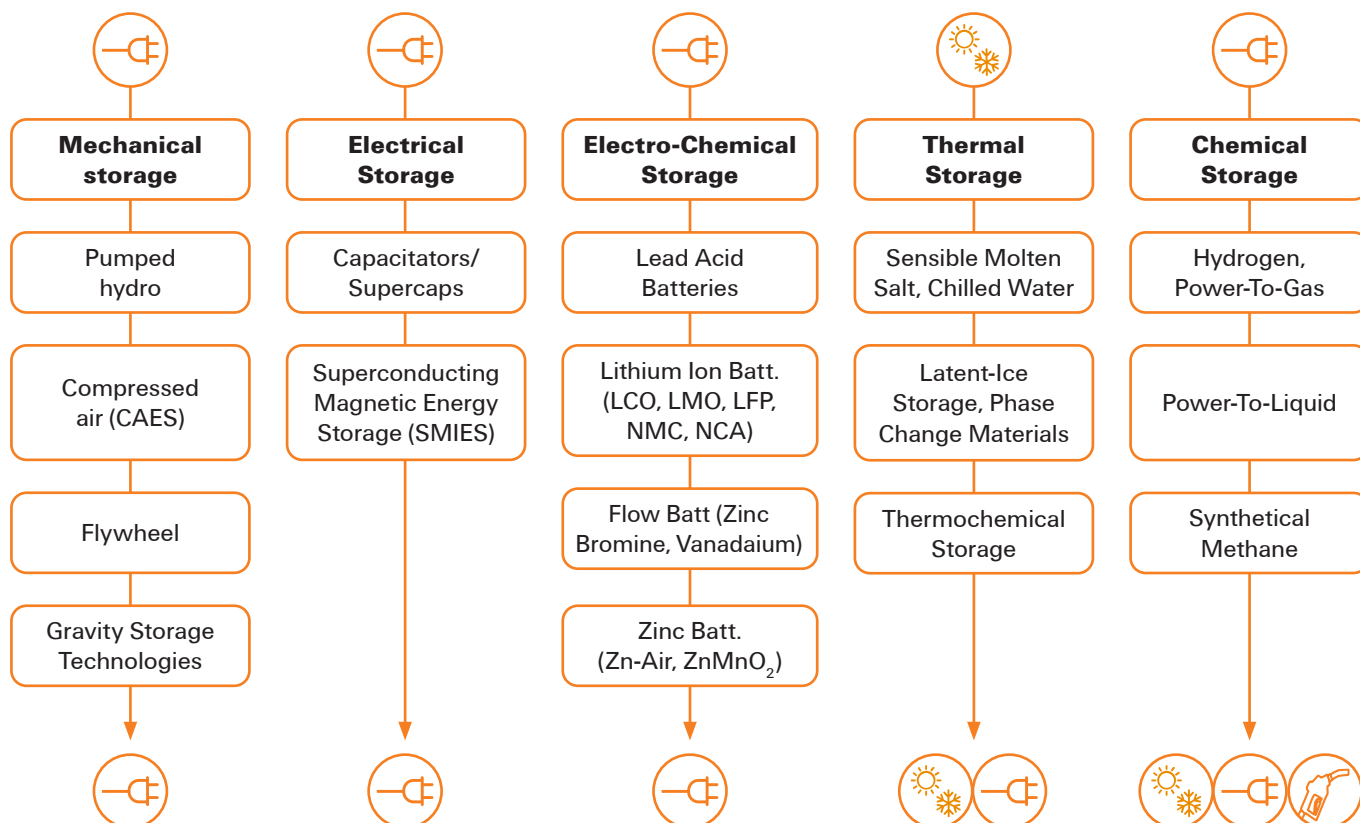 Mechanical
storage
Pumped
hydro
Compressed
air (CAES)
Flywheel
Gravity Storage
Technologies
Electrical
Storage
Capacitators/
Supercaps
Superconducting
Magnetic Energy
Storage (SMIES)
Electro-Chemical
Storage
Lead Acid
Batteries
Lithium Ion Batt.
(LCO, LMO, LFP,
NMC, NCA)
Flow Batt (Zinc
Bromine, Vanadaium)
Zinc Batt.
(Zn-Air, ZnMnO₂)
Thermal
Storage
Sensible Molten
Salt, Chilled Water
Latent-Ice
Storage, Phase
Change Materials
Thermochemical
Storage
Chemical
Storage
Hydrogen,
Power-To-Gas
Power-To-Liquid
Synthetical
Methane